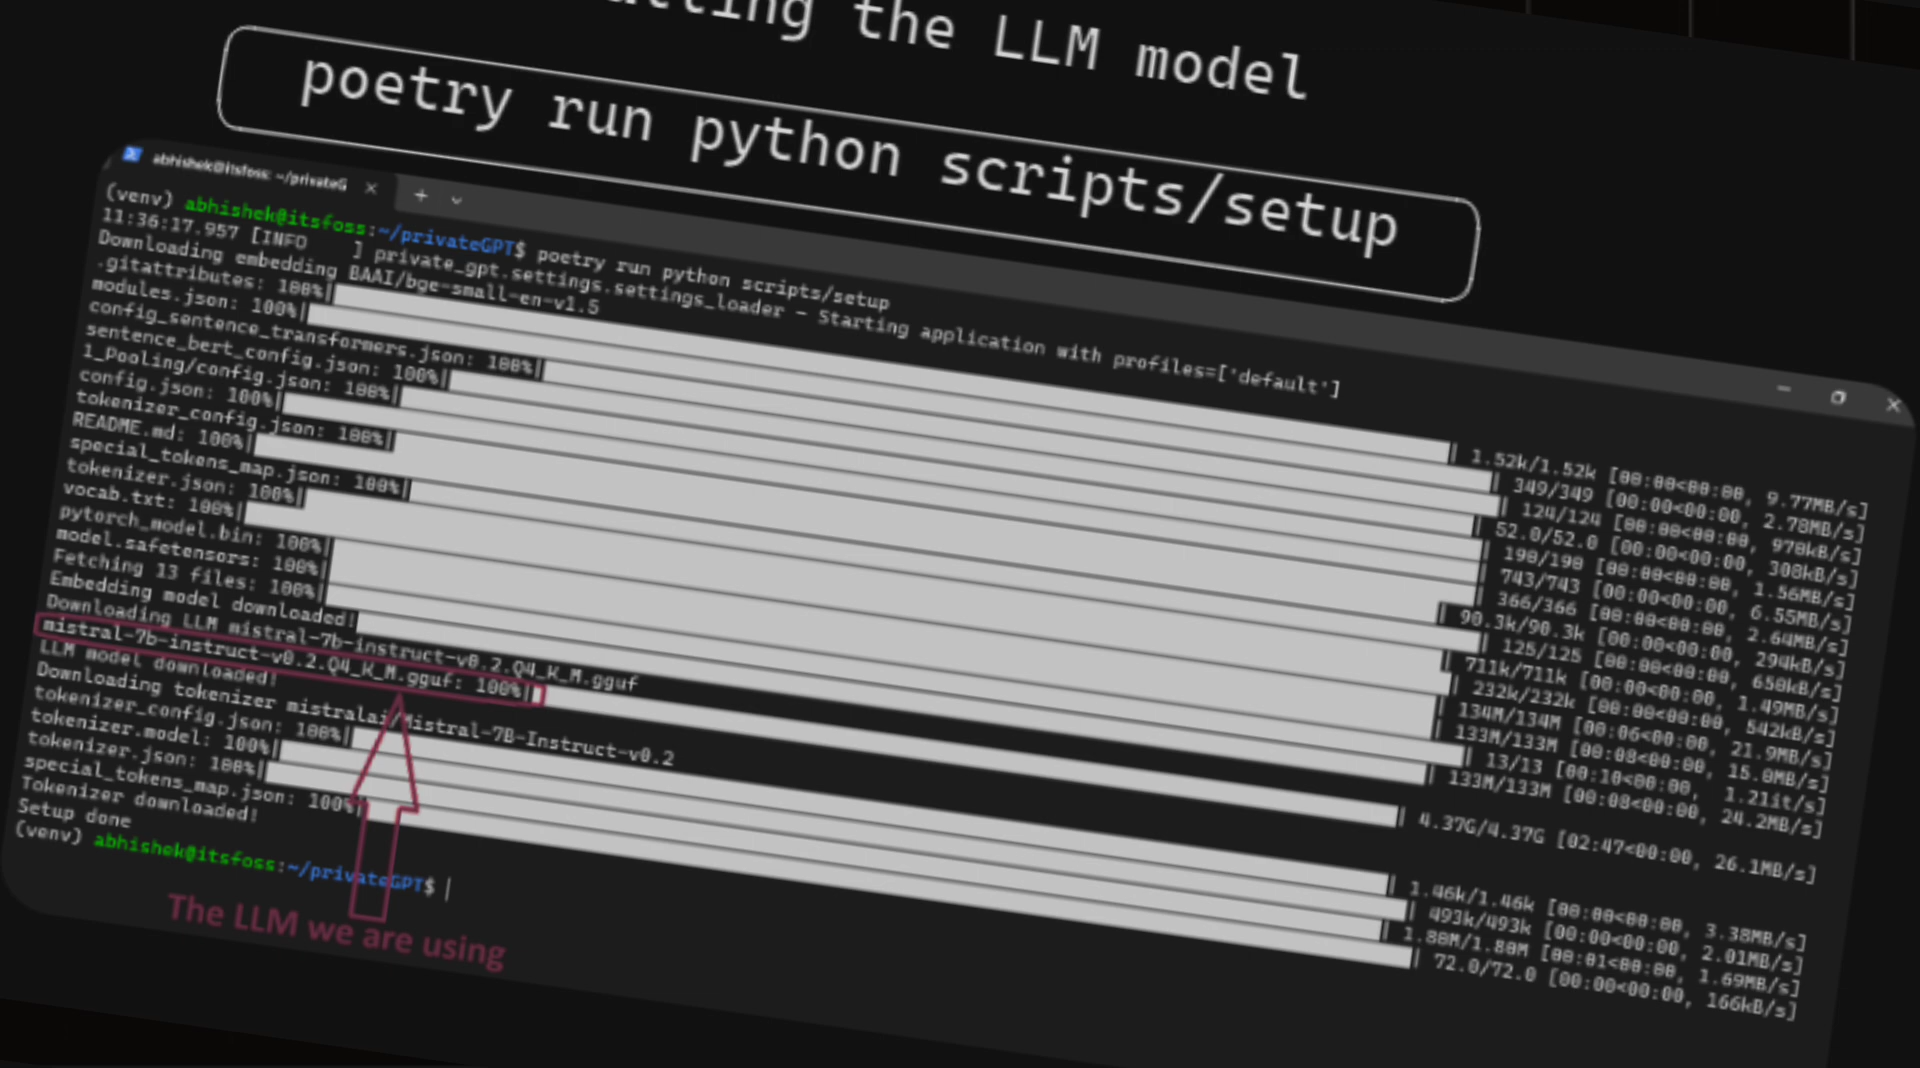 the LLM model
poetry run python scripts/setup
abhishek@itsfoss: ~/privateG
(venv) abhishek@itsfoss:~/privateGPT$ poetry run python scripts/setup
11:36:17.957 [INFO    ] private_gpt.settings.settings_loader - Starting application with profiles=['default']
Downloading embedding BAAI/bge-small-en-v1.5
.gitattributes: 100%| | 1.52k/1.52k [00:00<00:00, 9.77MB/s]
modules.json: 100%| | 349/349 [00:00<00:00, 2.78MB/s]
config_sentence_transformers.json: 100%| | 124/124 [00:00<00:00, 970kB/s]
sentence_bert_config.json: 100%| | 52.0/52.0 [00:00<00:00, 308kB/s]
1_Pooling/config.json: 100%| | 190/190 [00:00<00:00, 1.56MB/s]
config.json: 100%| | 743/743 [00:00<00:00, 6.55MB/s]
tokenizer_config.json: 100%| | 366/366 [00:00<00:00, 2.64MB/s]
README.md: 100%| | 90.3k/90.3k [00:00<00:00, 294kB/s]
special_tokens_map.json: 100%| | 125/125 [00:00<00:00, 650kB/s]
tokenizer.json: 100%| | 711k/711k [00:00<00:00, 1.49MB/s]
vocab.txt: 100%| | 232k/232k [00:00<00:00, 542kB/s]
pytorch_model.bin: 100%| | 134M/134M [00:06<00:00, 21.9MB/s]
model.safetensors: 100%| | 133M/133M [00:08<00:00, 15.0MB/s]
Fetching 13 files: 100%| | 13/13 [00:10<00:00, 1.21it/s]
Embedding model downloaded! | 133M/133M [00:08<00:00, 24.2MB/s]
Downloading LLM mistral-7b-instruct-v0.2.Q4_K_M.gguf
mistral-7b-instruct-v0.2.Q4_K_M.gguf: 100%| | 4.37G/4.37G [02:47<00:00, 26.1MB/s]
LLM model downloaded!
Downloading tokenizer mistralai/Mistral-7B-Instruct-v0.2
tokenizer_config.json: 100%| | 1.46k/1.46k [00:00<00:00, 3.38MB/s]
tokenizer.model: 100%| | 493k/493k [00:00<00:00, 2.01MB/s]
tokenizer.json: 100%| | 1.80M/1.80M [00:01<00:00, 1.69MB/s]
special_tokens_map.json: 100%| | 72.0/72.0 [00:00<00:00, 166kB/s]
Tokenizer downloaded!
Setup done
(venv) abhishek@itsfoss:~/privateGPT$
The LLM we are using